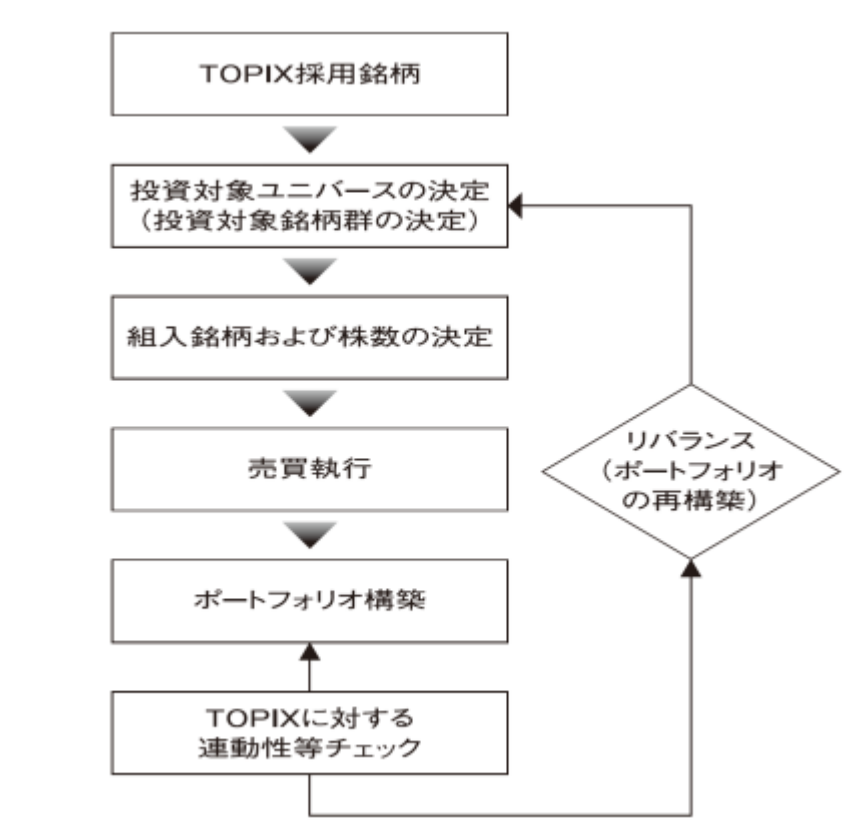 TOPIX採用銘柄
投資対象ユニバースの決定
（投資対象銘柄群の決定）
組入銘柄および株数の決定
売買執行
ポートフォリオ構築
TOPIXに対する
連動性等チェック
リバランス
（ポートフォリオ
の再構築）